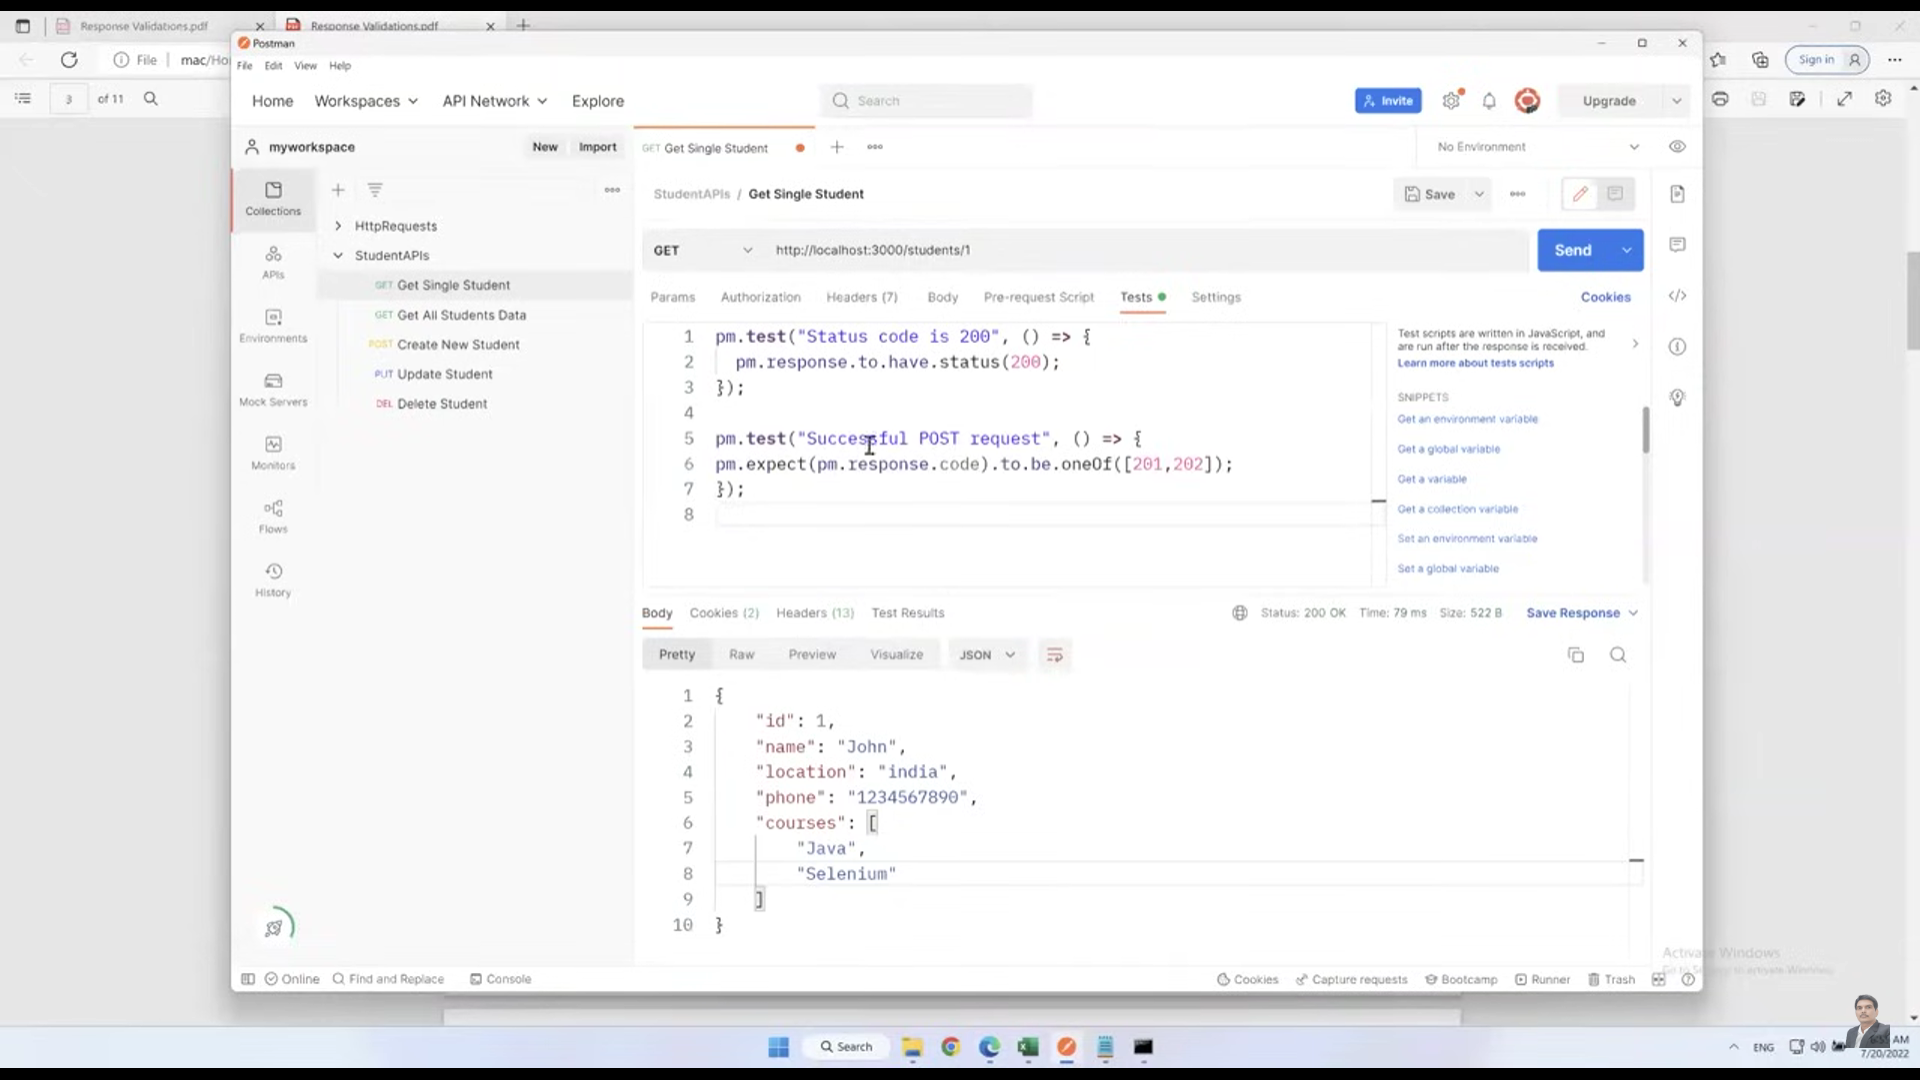 Response Validations.pdf
Response Validations.pdf
File
mac/Ho
Sign in
3
of 11
Postman
File Edit View Help
Home
Workspaces
API Network
Explore
Search
Invite
Upgrade
myworkspace
New
Import
GET Get Single Student
No Environment
Collections
APIs
Environments
Mock Servers
Monitors
Flows
History
HttpRequests
StudentAPIs
GET Get Single Student
GET Get All Students Data
POST Create New Student
PUT Update Student
DEL Delete Student
StudentAPIs / Get Single Student
Save
GET
http://localhost:3000/students/1
Send
Params
Authorization
Headers (7)
Body
Pre-request Script
Tests
Settings
Cookies
1 pm.test("Status code is 200", () => {
2 pm.response.to.have.status(200);
3 });
4
5 pm.test("Successful POST request", () => {
6 pm.expect(pm.response.code).to.be.oneOf([201,202]);
7 });
8
Test scripts are written in JavaScript, and
are run after the response is received.
Learn more about tests scripts
SNIPPETS
Get an environment variable
Get a global variable
Get a variable
Get a collection variable
Set an environment variable
Set a global variable
Body
Cookies (2)
Headers (13)
Test Results
Status: 200 OK
Time: 79 ms
Size: 522 B
Save Response
Pretty
Raw
Preview
Visualize
JSON
1 {
2 "id": 1,
3 "name": "John",
4 "location": "india",
5 "phone": "1234567890",
6 "courses": [
7 "Java",
8 "Selenium"
9 ]
10 }
Online
Find and Replace
Console
Cookies
Capture requests
Bootcamp
Runner
Trash
Activate Windows
Go to Settings to activate Windows.
Search
ENG
AM
7/20/2022